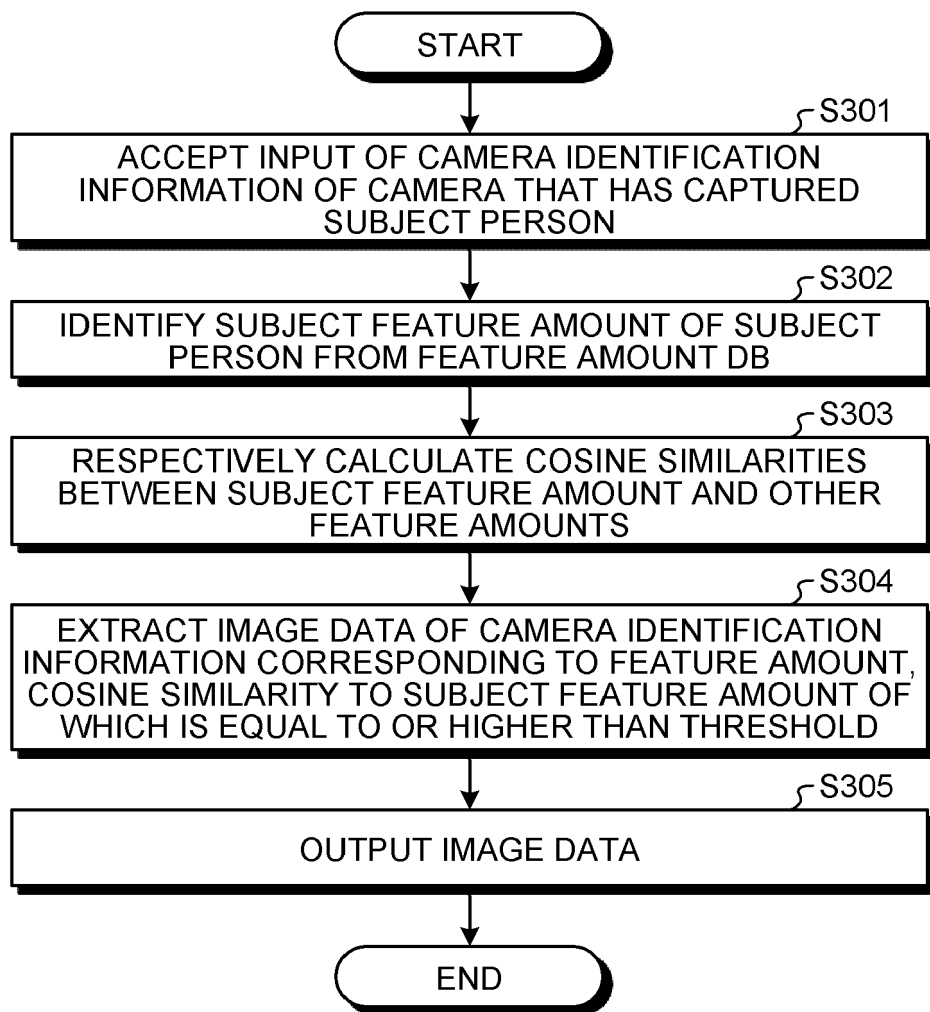 START
S301
ACCEPT INPUT OF CAMERA IDENTIFICATION
INFORMATION OF CAMERA THAT HAS CAPTURED
SUBJECT PERSON
S302
IDENTIFY SUBJECT FEATURE AMOUNT OF SUBJECT
PERSON FROM FEATURE AMOUNT DB
S303
RESPECTIVELY CALCULATE COSINE SIMILARITIES
BETWEEN SUBJECT FEATURE AMOUNT AND OTHER
FEATURE AMOUNTS
S304
EXTRACT IMAGE DATA OF CAMERA IDENTIFICATION
INFORMATION CORRESPONDING TO FEATURE AMOUNT,
COSINE SIMILARITY TO SUBJECT FEATURE AMOUNT OF
WHICH IS EQUAL TO OR HIGHER THAN THRESHOLD
S305
OUTPUT IMAGE DATA
END